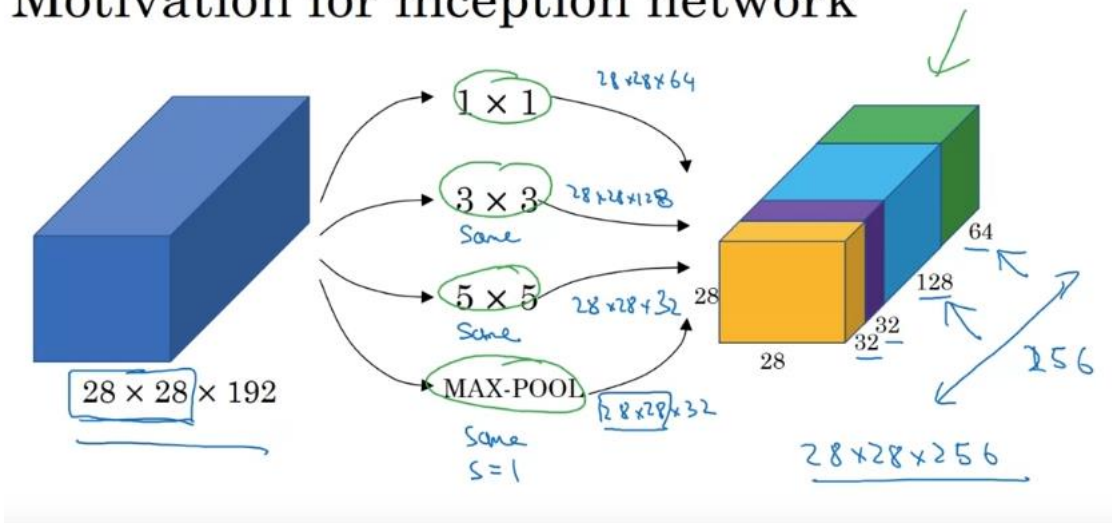 Motivation for inception network
1 × 1
28×28×64
3 × 3
28×28×128
Same
5 × 5
28×28×32
Same
MAX-POOL
28×28×32
Same
S=1
28 × 28 × 192
28
28
32
32
128
64
256
28×28×256